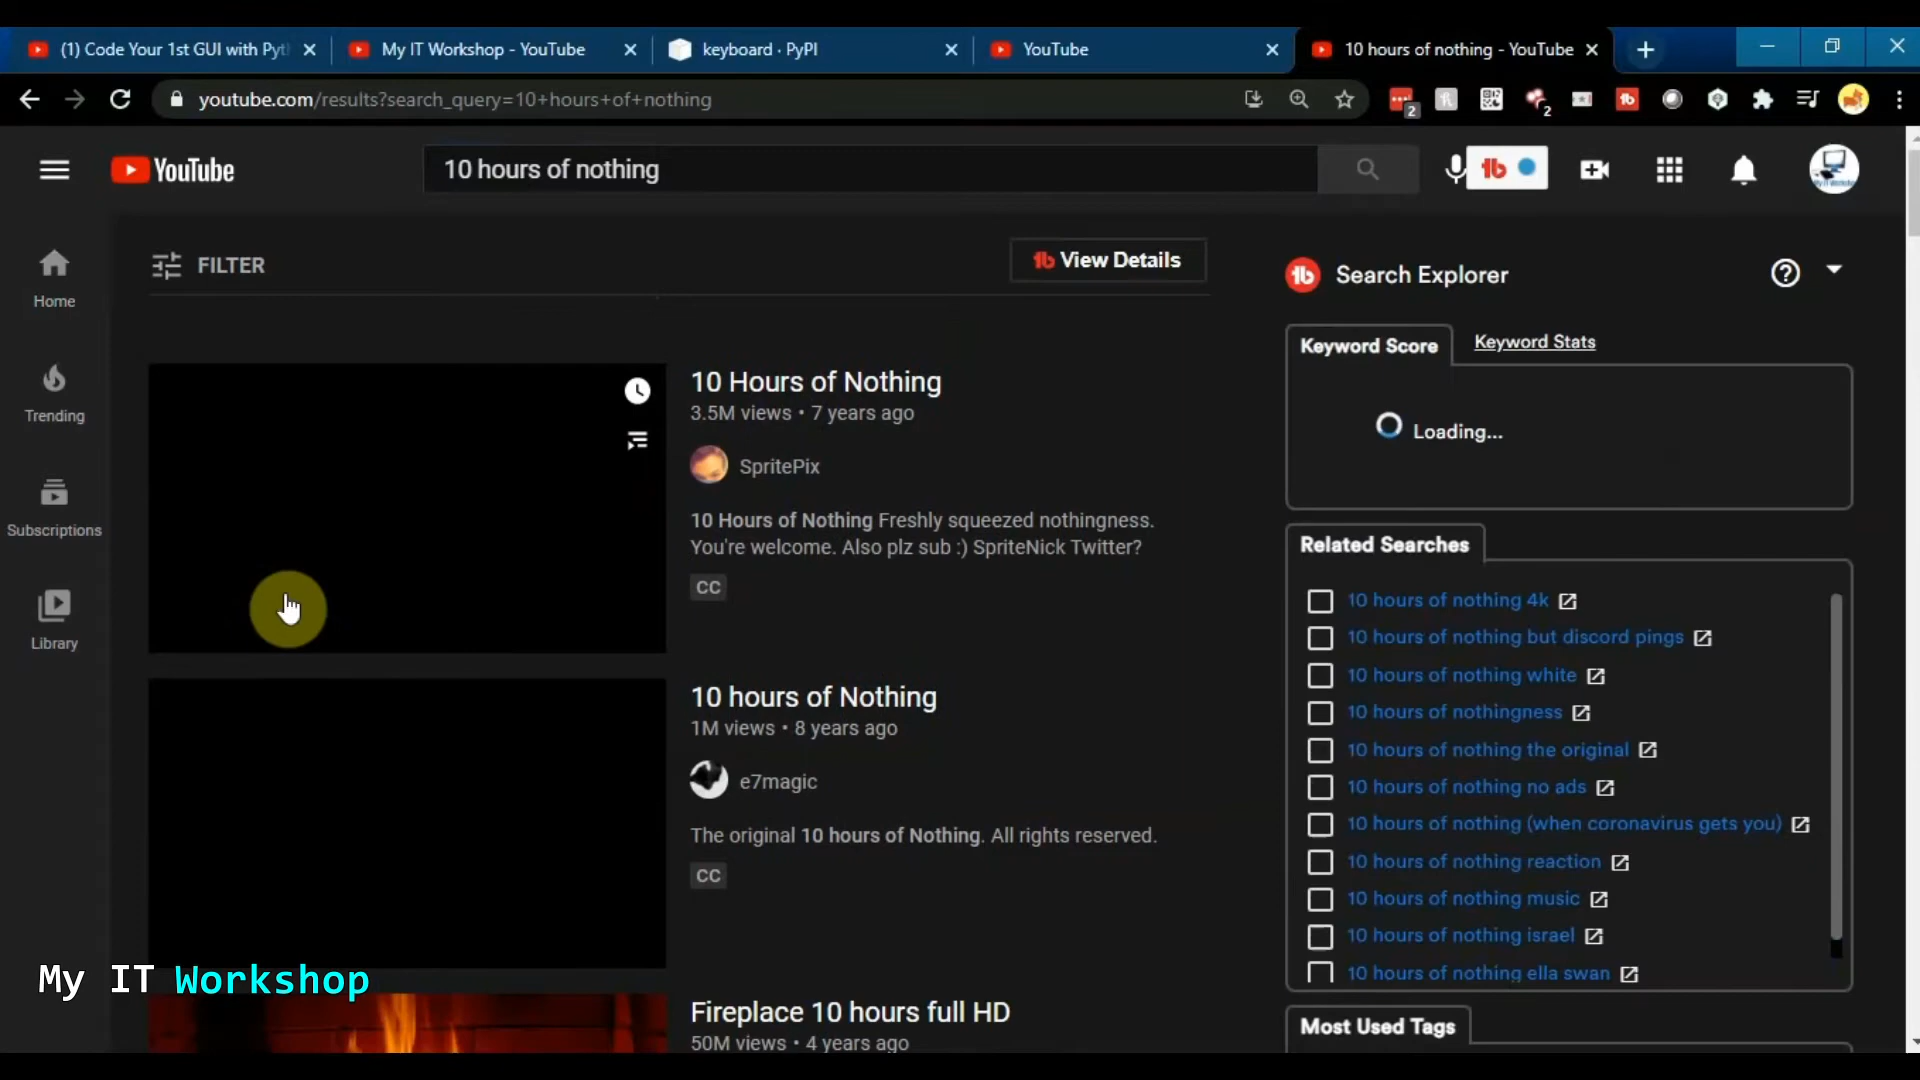 (1) Code Your 1st GUI with Pyt
My IT Workshop - YouTube
keyboard · PyPI
YouTube
10 hours of nothing - YouTube
youtube.com/results?search_query=10+hours+of+nothing
2
2
YouTube
10 hours of nothing
Home
Trending
Subscriptions
Library
FILTER
View Details
10 Hours of Nothing
3.5M views • 7 years ago
SpritePix
10 Hours of Nothing Freshly squeezed nothingness.
You're welcome. Also plz sub :) SpriteNick Twitter?
CC
10 hours of Nothing
1M views • 8 years ago
e7magic
The original 10 hours of Nothing. All rights reserved.
CC
Fireplace 10 hours full HD
50M views • 4 years ago
My IT Workshop
Search Explorer
Keyword Score
Keyword Stats
Loading...
Related Searches
10 hours of nothing 4k
10 hours of nothing but discord pings
10 hours of nothing white
10 hours of nothingness
10 hours of nothing the original
10 hours of nothing no ads
10 hours of nothing (when coronavirus gets you)
10 hours of nothing reaction
10 hours of nothing music
10 hours of nothing israel
10 hours of nothing ella swan
Most Used Tags